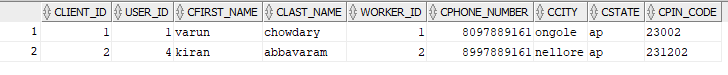 CLIENT_ID USER_ID CFIRST_NAME CLAST_NAME WORKER_ID CPHONE_NUMBER CCITY CSTATE CPIN_CODE
1 1 1 varun chowdary 1 8097889161 ongole ap 23002
2 2 4 kiran abbavaram 2 8997889161 nellore ap 231202